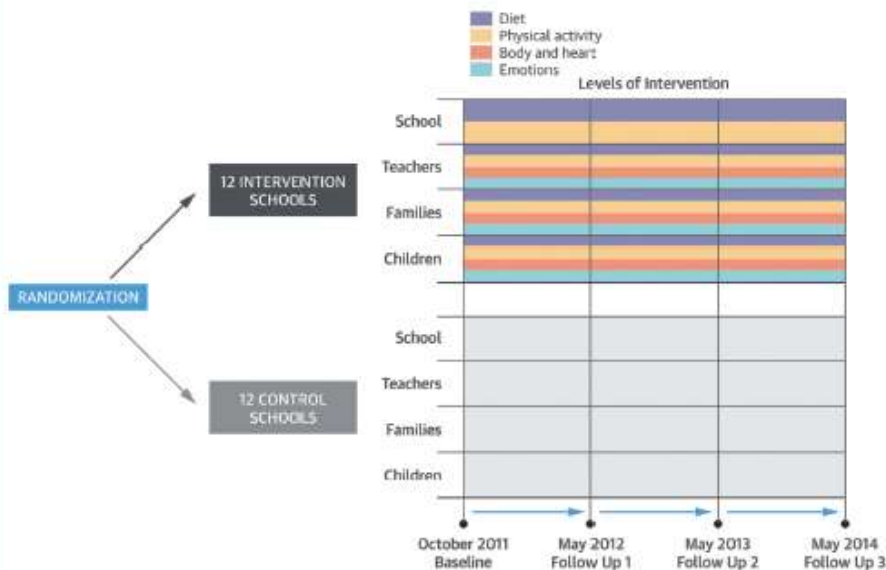 Diet
Physical activity
Body and heart
Emotions
Levels of Intervention
School
Teachers
Families
Children
12 INTERVENTION
SCHOOLS
RANDOMIZATION
12 CONTROL
SCHOOLS
School
Teachers
Families
Children
October 2011
Baseline
May 2012
Follow Up 1
May 2013
Follow Up 2
May 2014
Follow Up 3